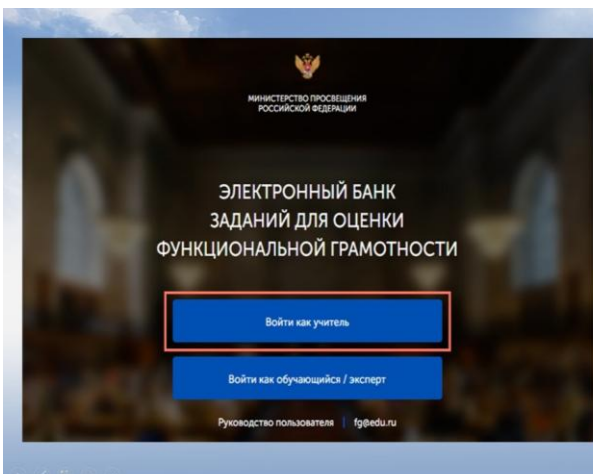 МИНИСТЕРСТВО ПРОСВЕЩЕНИЯ
РОССИЙСКОЙ ФЕДЕРАЦИИ
ЭЛЕКТРОННЫЙ БАНК
ЗАДАНИЙ ДЛЯ ОЦЕНКИ
ФУНКЦИОНАЛЬНОЙ ГРАМОТНОСТИ
Войти как учитель
Войти как обучающийся / эксперт
Руководство пользователя | fg@edu.ru